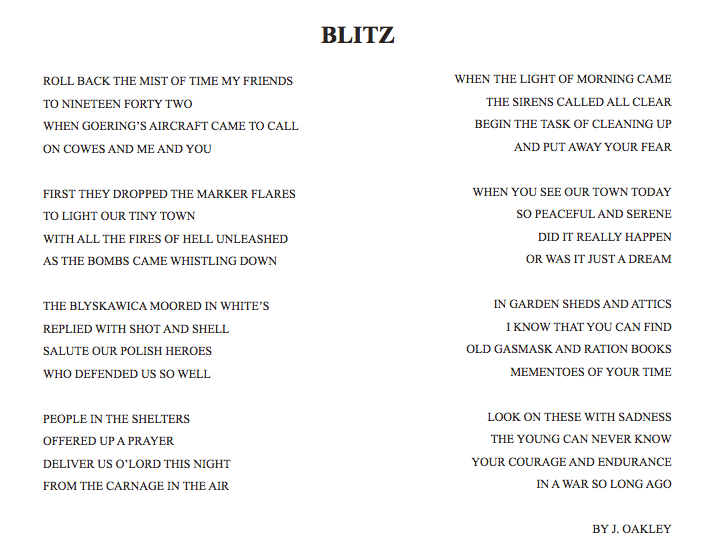 BLITZ
ROLL BACK THE MIST OF TIME MY FRIENDS
TO NINETEEN FORTY TWO
WHEN GOERING'S AIRCRAFT CAME TO CALL
ON COWES AND ME AND YOU
FIRST THEY DROPPED THE MARKER FLARES
TO LIGHT OUR TINY TOWN
WITH ALL THE FIRES OF HELL UNLEASHED
AS THE BOMBS CAME WHISTLING DOWN
THE BLYSKAWICA MOORED IN WHITE'S
REPLIED WITH SHOT AND SHELL
SALUTE OUR POLISH HEROES
WHO DEFENDED US SO WELL
PEOPLE IN THE SHELTERS
OFFERED UP A PRAYER
DELIVER US O'LORD THIS NIGHT
FROM THE CARNAGE IN THE AIR
WHEN THE LIGHT OF MORNING CAME
THE SIRENS CALLED ALL CLEAR
BEGIN THE TASK OF CLEANING UP
AND PUT AWAY YOUR FEAR
WHEN YOU SEE OUR TOWN TODAY
SO PEACEFUL AND SERENE
DID IT REALLY HAPPEN
OR WAS IT JUST A DREAM
IN GARDEN SHEDS AND ATTICS
I KNOW THAT YOU CAN FIND
OLD GASMASK AND RATION BOOKS
MEMENTOES OF YOUR TIME
LOOK ON THESE WITH SADNESS
THE YOUNG CAN NEVER KNOW
YOUR COURAGE AND ENDURANCE
IN A WAR SO LONG AGO
BY J. OAKLEY